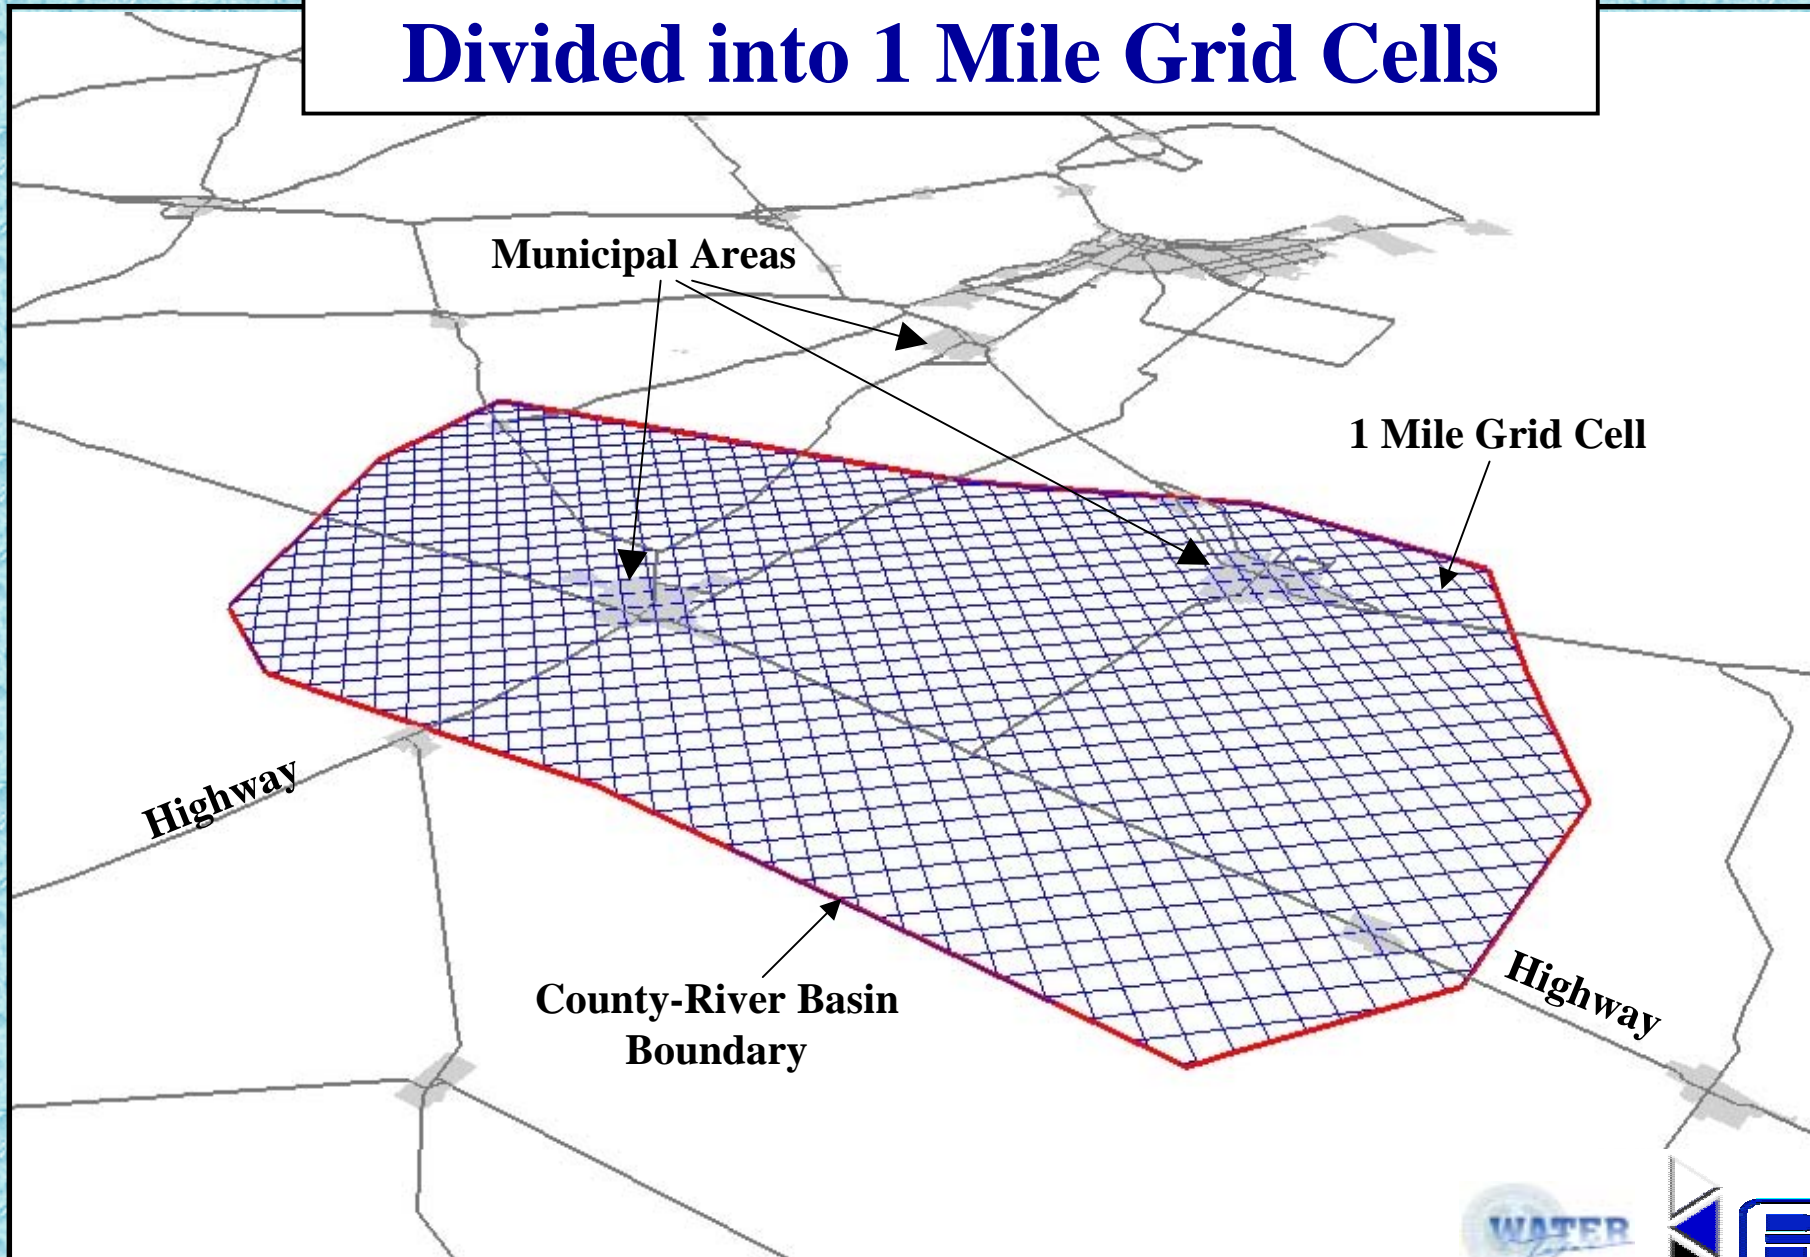 Divided into 1 Mile Grid Cells
Municipal Areas
1 Mile Grid Cell
Highway
County-River Basin
Boundary
Highway
WATER